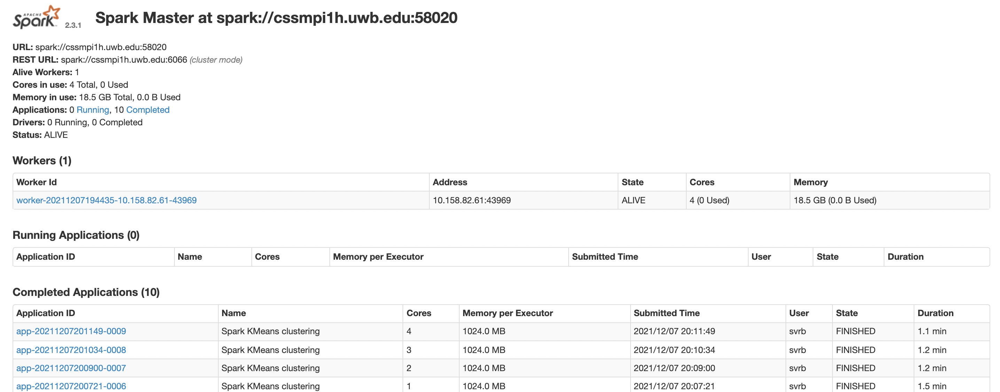 APACHE Spark 2.3.1 Spark Master at spark://cssmpi1h.uwb.edu:58020
URL: spark://cssmpi1h.uwb.edu:58020
REST URL: spark://cssmpi1h.uwb.edu:6066 (cluster mode)
Alive Workers: 1
Cores in use: 4 Total, 0 Used
Memory in use: 18.5 GB Total, 0.0 B Used
Applications: 0 Running, 10 Completed
Drivers: 0 Running, 0 Completed
Status: ALIVE
Workers (1)
Worker Id Address State Cores Memory
worker-20211207194435-10.158.82.61-43969 10.158.82.61:43969 ALIVE 4 (0 Used) 18.5 GB (0.0 B Used)
Running Applications (0)
Application ID Name Cores Memory per Executor Submitted Time User State Duration
Completed Applications (10)
Application ID Name Cores Memory per Executor Submitted Time User State Duration
app-20211207201149-0009 Spark KMeans clustering 4 1024.0 MB 2021/12/07 20:11:49 svrb FINISHED 1.1 min
app-20211207201034-0008 Spark KMeans clustering 3 1024.0 MB 2021/12/07 20:10:34 svrb FINISHED 1.2 min
app-20211207200900-0007 Spark KMeans clustering 2 1024.0 MB 2021/12/07 20:09:00 svrb FINISHED 1.2 min
app-20211207200721-0006 Spark KMeans clustering 1 1024.0 MB 2021/12/07 20:07:21 svrb FINISHED 1.5 min